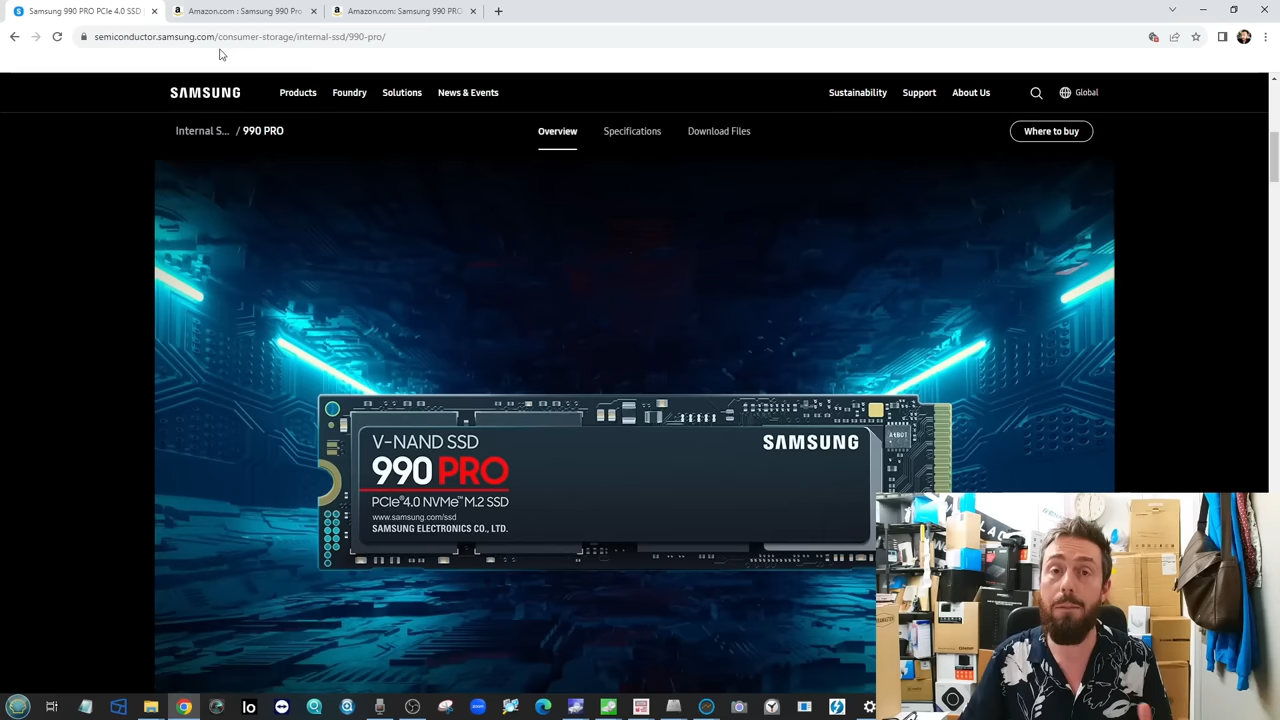 Samsung 990 PRO PCIe 4.0 SSD
Amazon.com : Samsung 990 Pro
Amazon.com: Samsung 990 PRO
semiconductor.samsung.com/consumer-storage/internal-ssd/990-pro/
SAMSUNG
Products
Foundry
Solutions
News & Events
Sustainability
Support
About Us
Global
Internal S... / 990 PRO
Overview
Specifications
Download Files
Where to buy
V-NAND SSD
SAMSUNG
990 PRO
PCIe® 4.0 NVMe™ M.2 SSD
www.samsung.com/ssd
SAMSUNG ELECTRONICS CO., LTD.